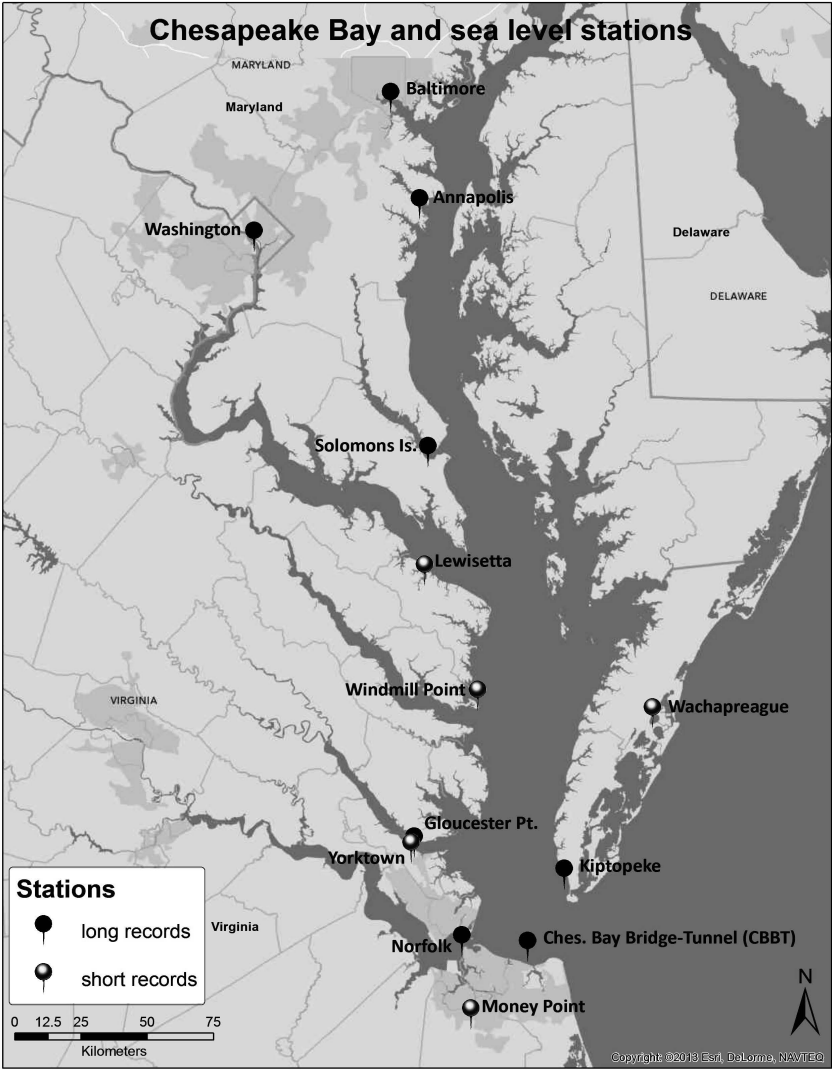 Chesapeake Bay and sea level stations
MARYLAND
Baltimore
Maryland
Annapolis
Washington
Delaware
DELAWARE
Solomons Is.
Lewisetta
Windmill Point
VIRGINIA
Wachapreague
Gloucester Pt.
Yorktown
Kiptopeke
Stations
long records
short records
Virginia
Norfolk
Ches. Bay Bridge-Tunnel (CBBT)
Money Point
N
0 12.5 25 50 75
Kilometers
Copyright: ©2013 Esri, DeLorme, NAVTEQ